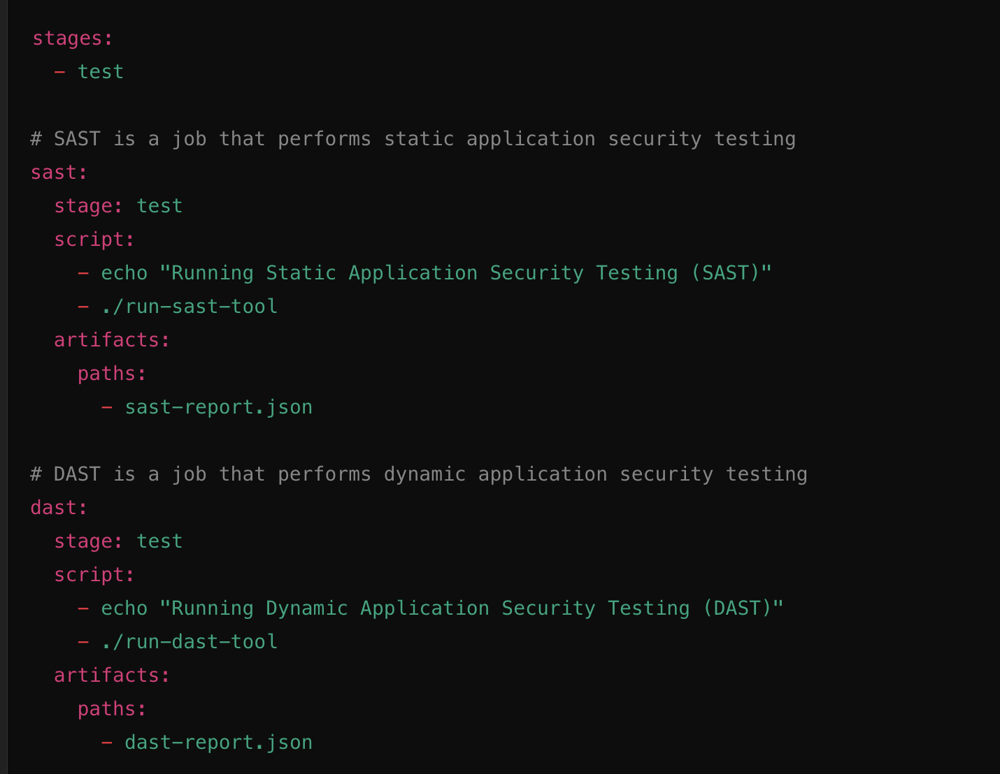 stages:
  - test
# SAST is a job that performs static application security testing
sast:
  stage: test
  script:
    - echo "Running Static Application Security Testing (SAST)"
    - ./run-sast-tool
  artifacts:
    paths:
      - sast-report.json
# DAST is a job that performs dynamic application security testing
dast:
  stage: test
  script:
    - echo "Running Dynamic Application Security Testing (DAST)"
    - ./run-dast-tool
  artifacts:
    paths:
      - dast-report.json